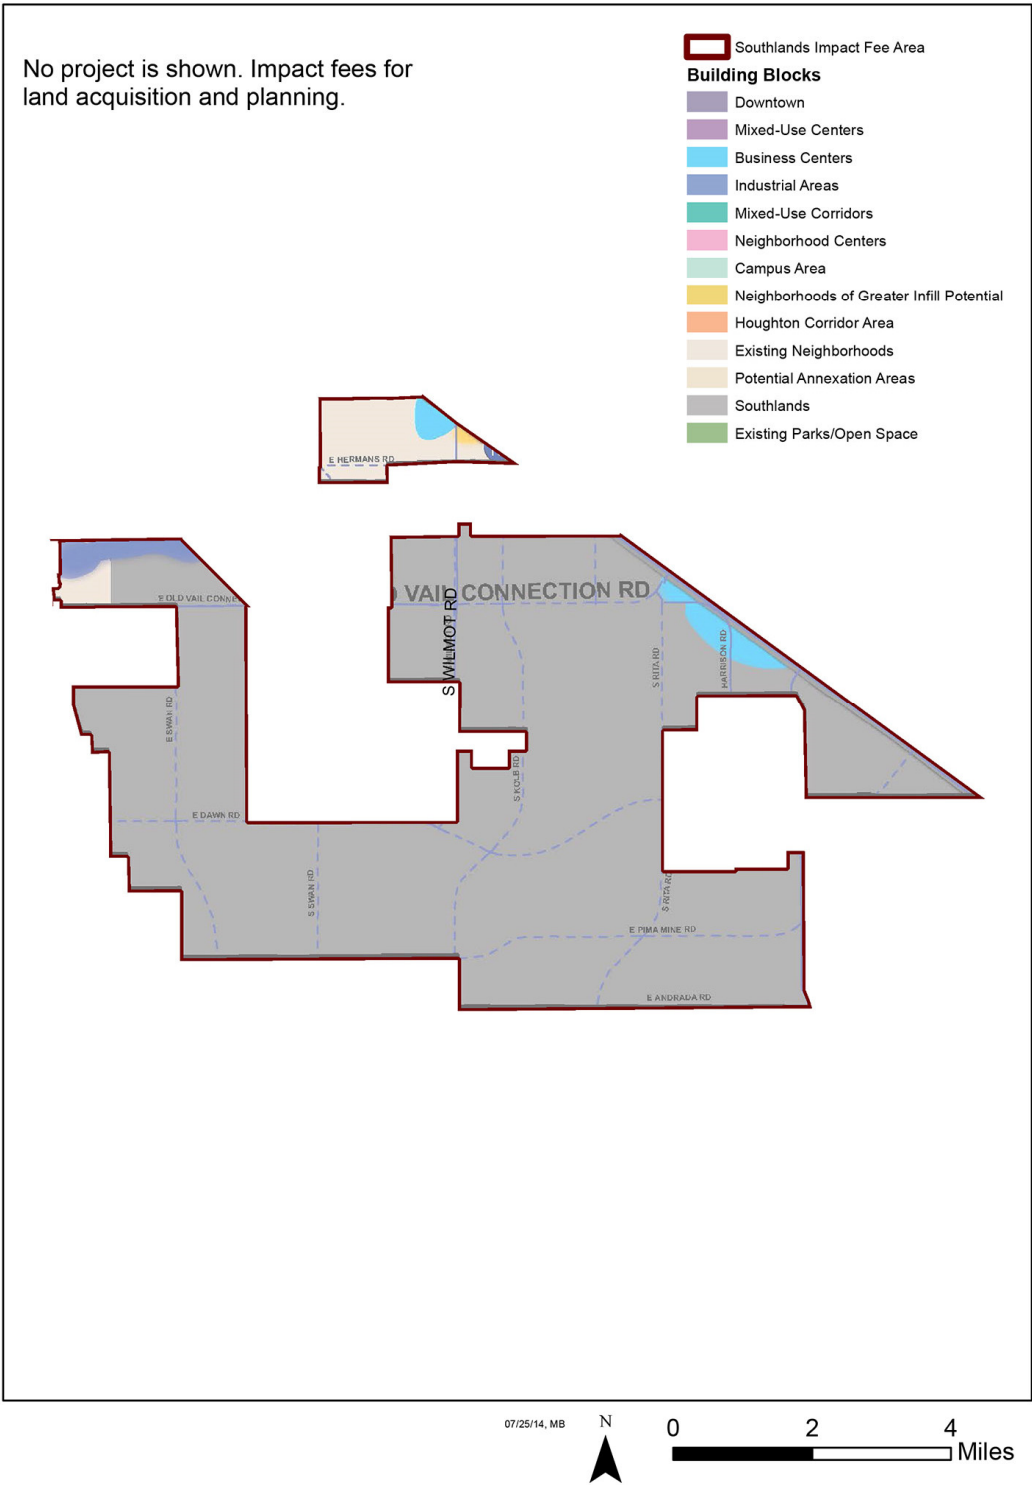 No project is shown. Impact fees for
land acquisition and planning.
Southlands Impact Fee Area
Building Blocks
Downtown
Mixed-Use Centers
Business Centers
Industrial Areas
Mixed-Use Corridors
Neighborhood Centers
Campus Area
Neighborhoods of Greater Infill Potential
Houghton Corridor Area
Existing Neighborhoods
Potential Annexation Areas
Southlands
Existing Parks/Open Space
E HERMANS RD
VAIL CONNECTION RD
E OLD VAIL CONNE
S WILMOT RD
S RITA RD
HARRISON RD
E SWAN RD
S KOLB RD
E DAWN RD
S SWAN RD
S RITA RD
E PIMA MINE RD
E ANDRADA RD
07/25/14, MB
N
0 2 4
Miles